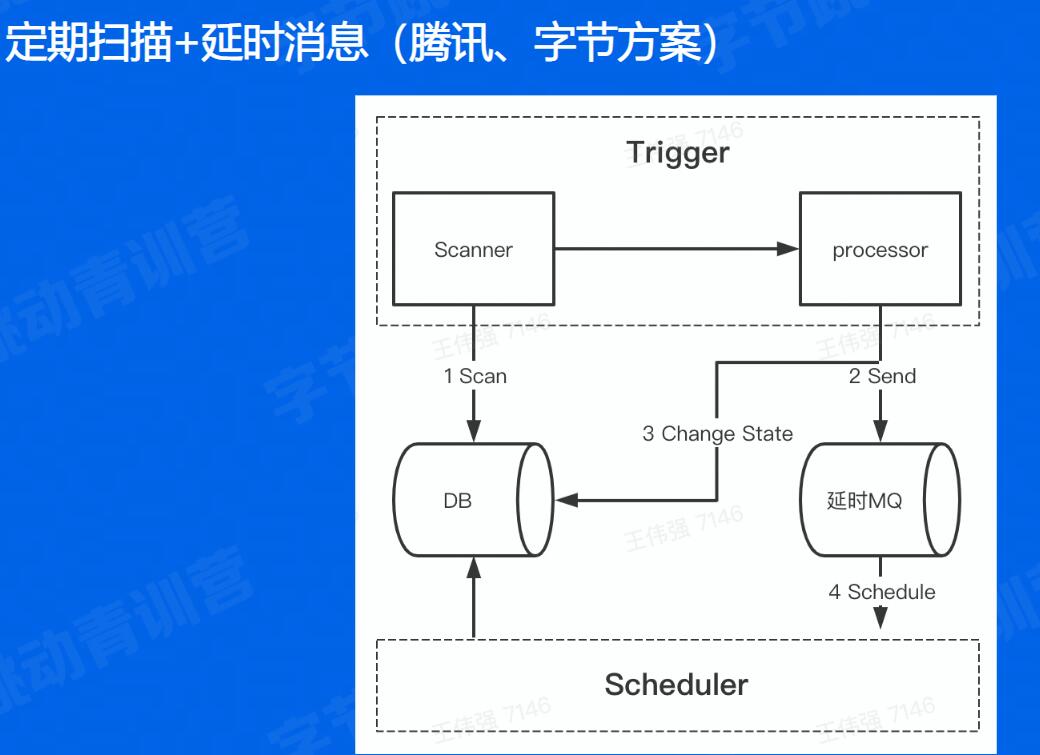 定期扫描+延时消息（腾讯、字节方案）
Trigger
Scanner
processor
1 Scan
2 Send
3 Change State
DB
延时MQ
4 Schedule
Scheduler
王伟强 7146
王伟强 7146
王伟强 7146
王伟强 7146
王伟强 7146
王伟强 7146
跳动青训营
跳动青训营
字节
字节
字节跳